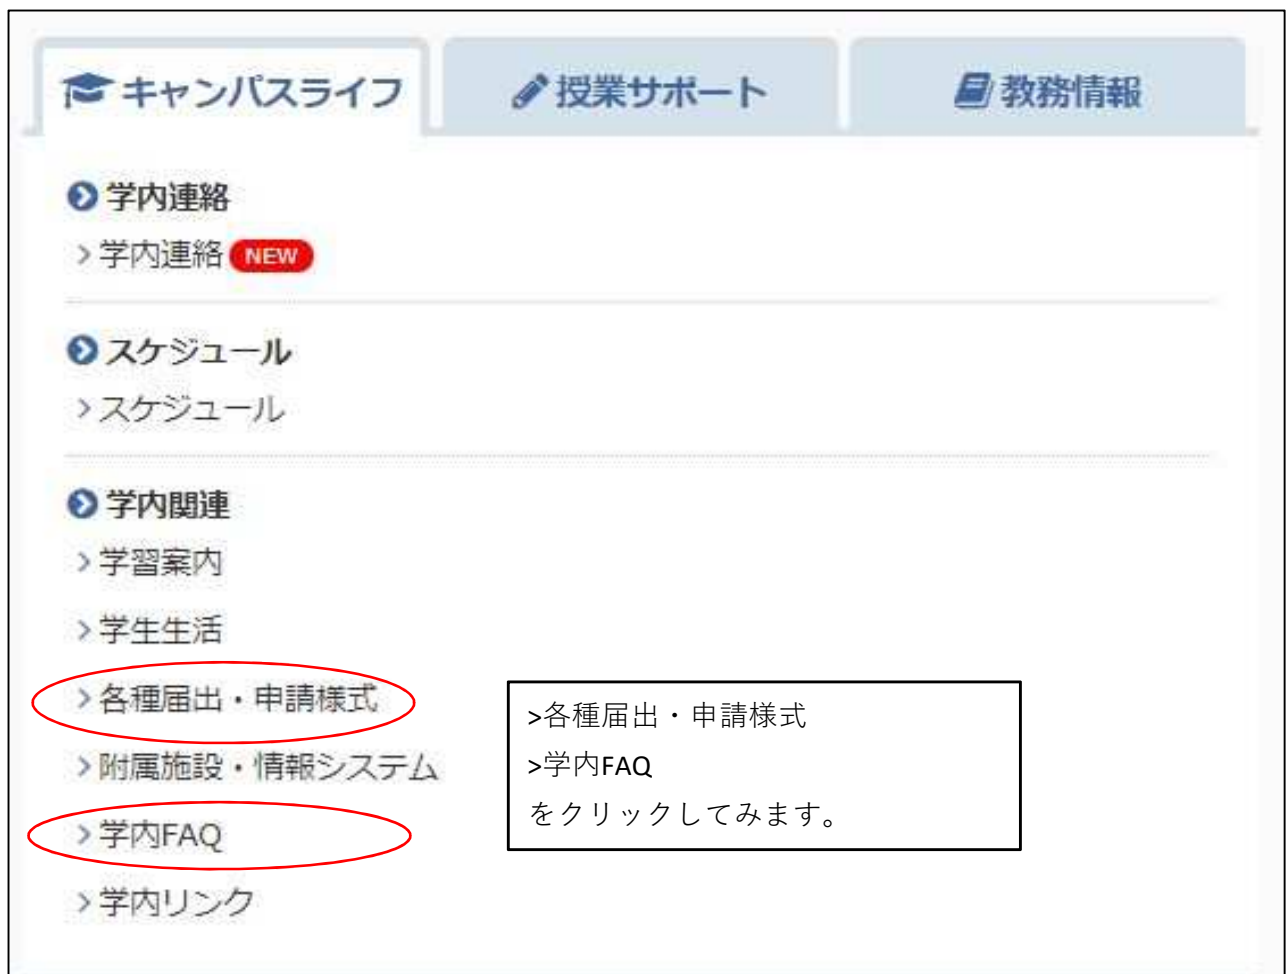 キャンパスライフ 授業サポート 教務情報
学内連絡
>学内連絡 NEW
スケジュール
>スケジュール
学内関連
>学習案内
>学生生活
>各種届出・申請様式
>附属施設・情報システム
>学内FAQ
>学内リンク
>各種届出・申請様式
>学内FAQ
をクリックしてみます。